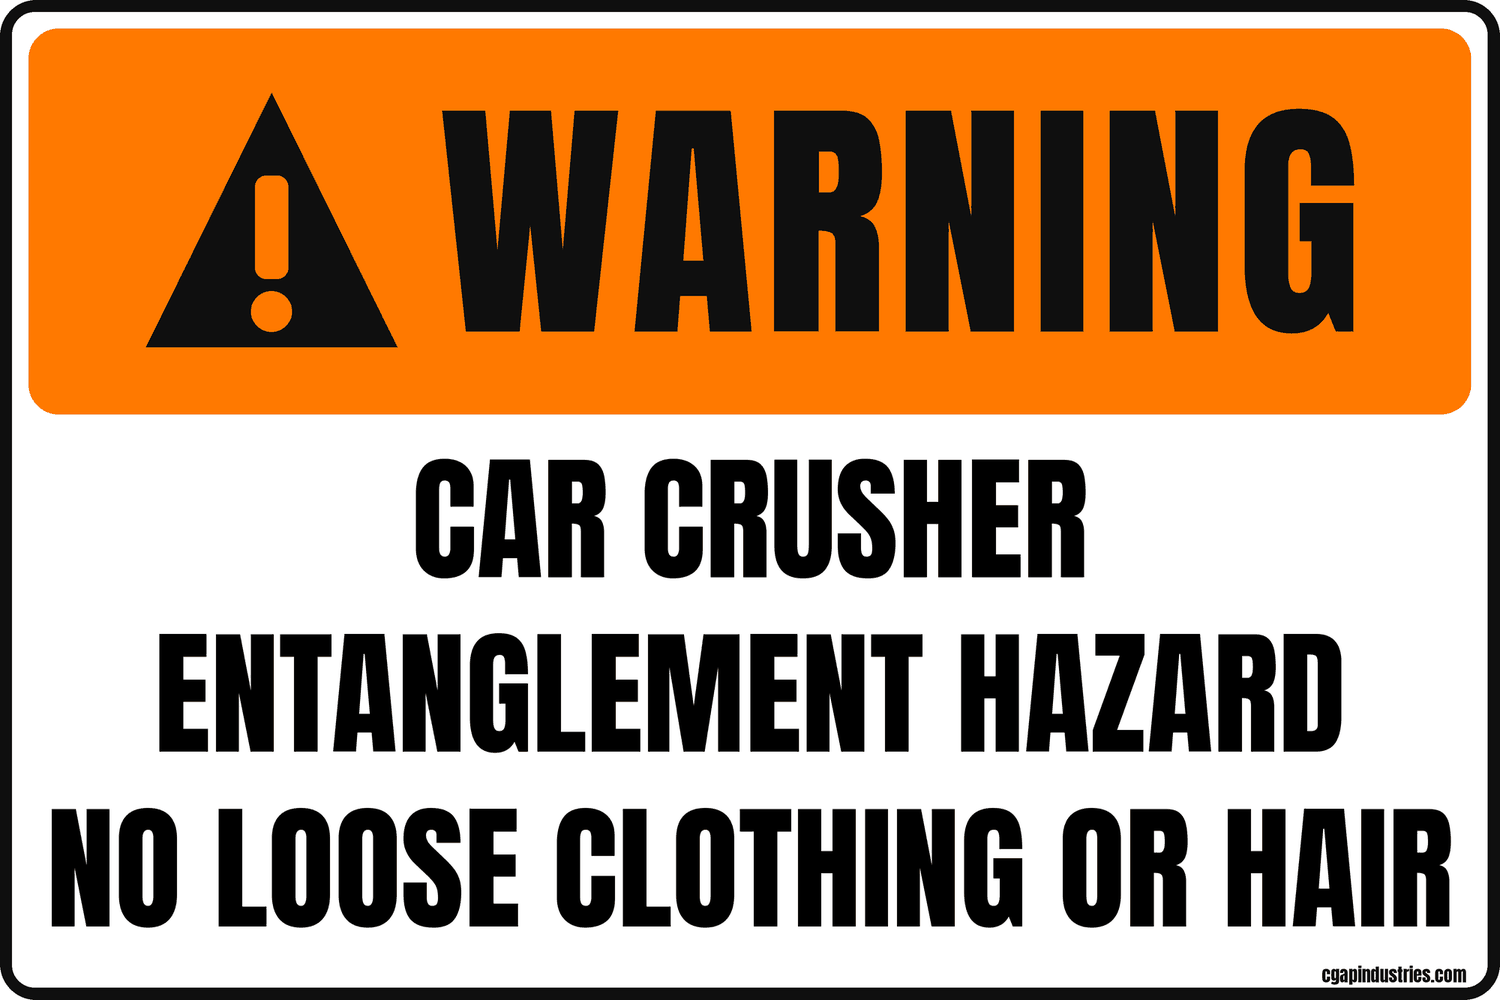 WARNING
CAR CRUSHER
ENTANGLEMENT HAZARD
NO LOOSE CLOTHING OR HAIR
cgapindustries.com